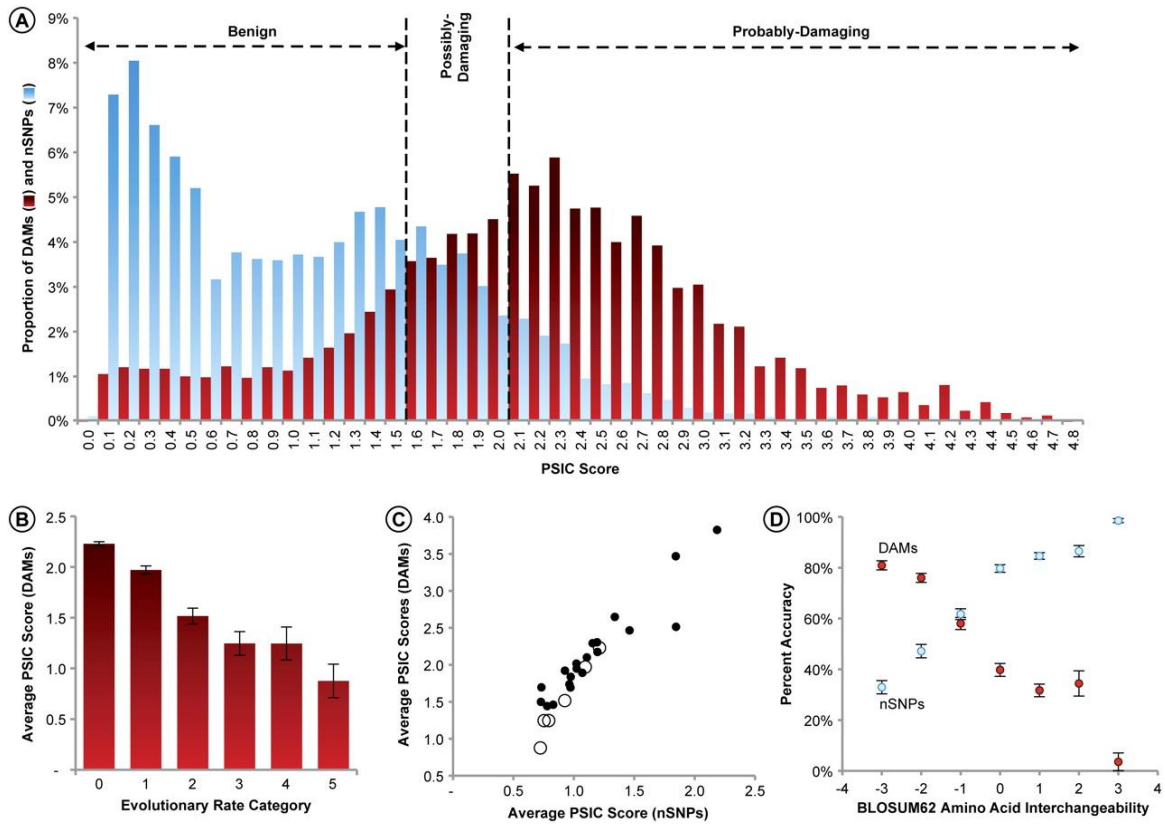 A
9%
8%
7%
6%
5%
4%
3%
2%
1%
0%
Proportion of DAMs ( ) and nSNPs ( )
Benign
Possibly-
Damaging
Probably-Damaging
0.0 0.1 0.2 0.3 0.4 0.5 0.6 0.7 0.8 0.9 1.0 1.1 1.2 1.3 1.4 1.5 1.6 1.7 1.8 1.9 2.0 2.1 2.2 2.3 2.4 2.5 2.6 2.7 2.8 2.9 3.0 3.1 3.2 3.3 3.4 3.5 3.6 3.7 3.8 3.9 4.0 4.1 4.2 4.3 4.4 4.5 4.6 4.7 4.8
PSIC Score
B
2.5
2.0
1.5
1.0
0.5
-
Average PSIC Score (DAMs)
0 1 2 3 4 5
Evolutionary Rate Category
C
4.0
3.5
3.0
2.5
2.0
1.5
1.0
0.5
Average PSIC Scores (DAMs)
- 0.5 1.0 1.5 2.0 2.5
Average PSIC Score (nSNPs)
D
100%
80%
60%
40%
20%
0%
Percent Accuracy
DAMs
nSNPs
-4 -3 -2 -1 0 1 2 3 4
BLOSUM62 Amino Acid Interchangeability